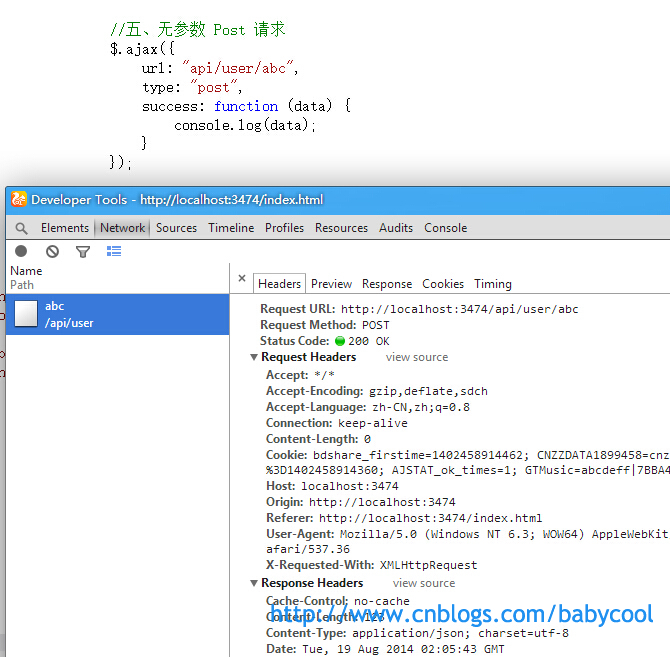 //五、无参数 Post 请求
$.ajax({
url: "api/user/abc",
type: "post",
success: function (data) {
console.log(data);
}
});
Developer Tools - http://localhost:3474/index.html
Elements Network Sources Timeline Profiles Resources Audits Console
Name
Path
× Headers Preview Response Cookies Timing
abc
/api/user
Request URL: http://localhost:3474/api/user/abc
Request Method: POST
Status Code: 200 OK
Request Headers view source
Accept: */*
Accept-Encoding: gzip,deflate,sdch
Accept-Language: zh-CN,zh;q=0.8
Connection: keep-alive
Content-Length: 0
Cookie: bdshare_firstime=1402458914462; CNZZDATA1899458=cnz
%3D1402458914360; AJSTAT_ok_times=1; GTMusic=abcdeff|7BBA4
Host: localhost:3474
Origin: http://localhost:3474
Referer: http://localhost:3474/index.html
User-Agent: Mozilla/5.0 (Windows NT 6.3; WOW64) AppleWebKit
afari/537.36
X-Requested-With: XMLHttpRequest
Response Headers view source
Cache-Control: no-cache
http://www.cnblogs.com/babycool
Content-Length: 123
Content-Type: application/json; charset=utf-8
Date: Tue, 19 Aug 2014 02:05:43 GMT